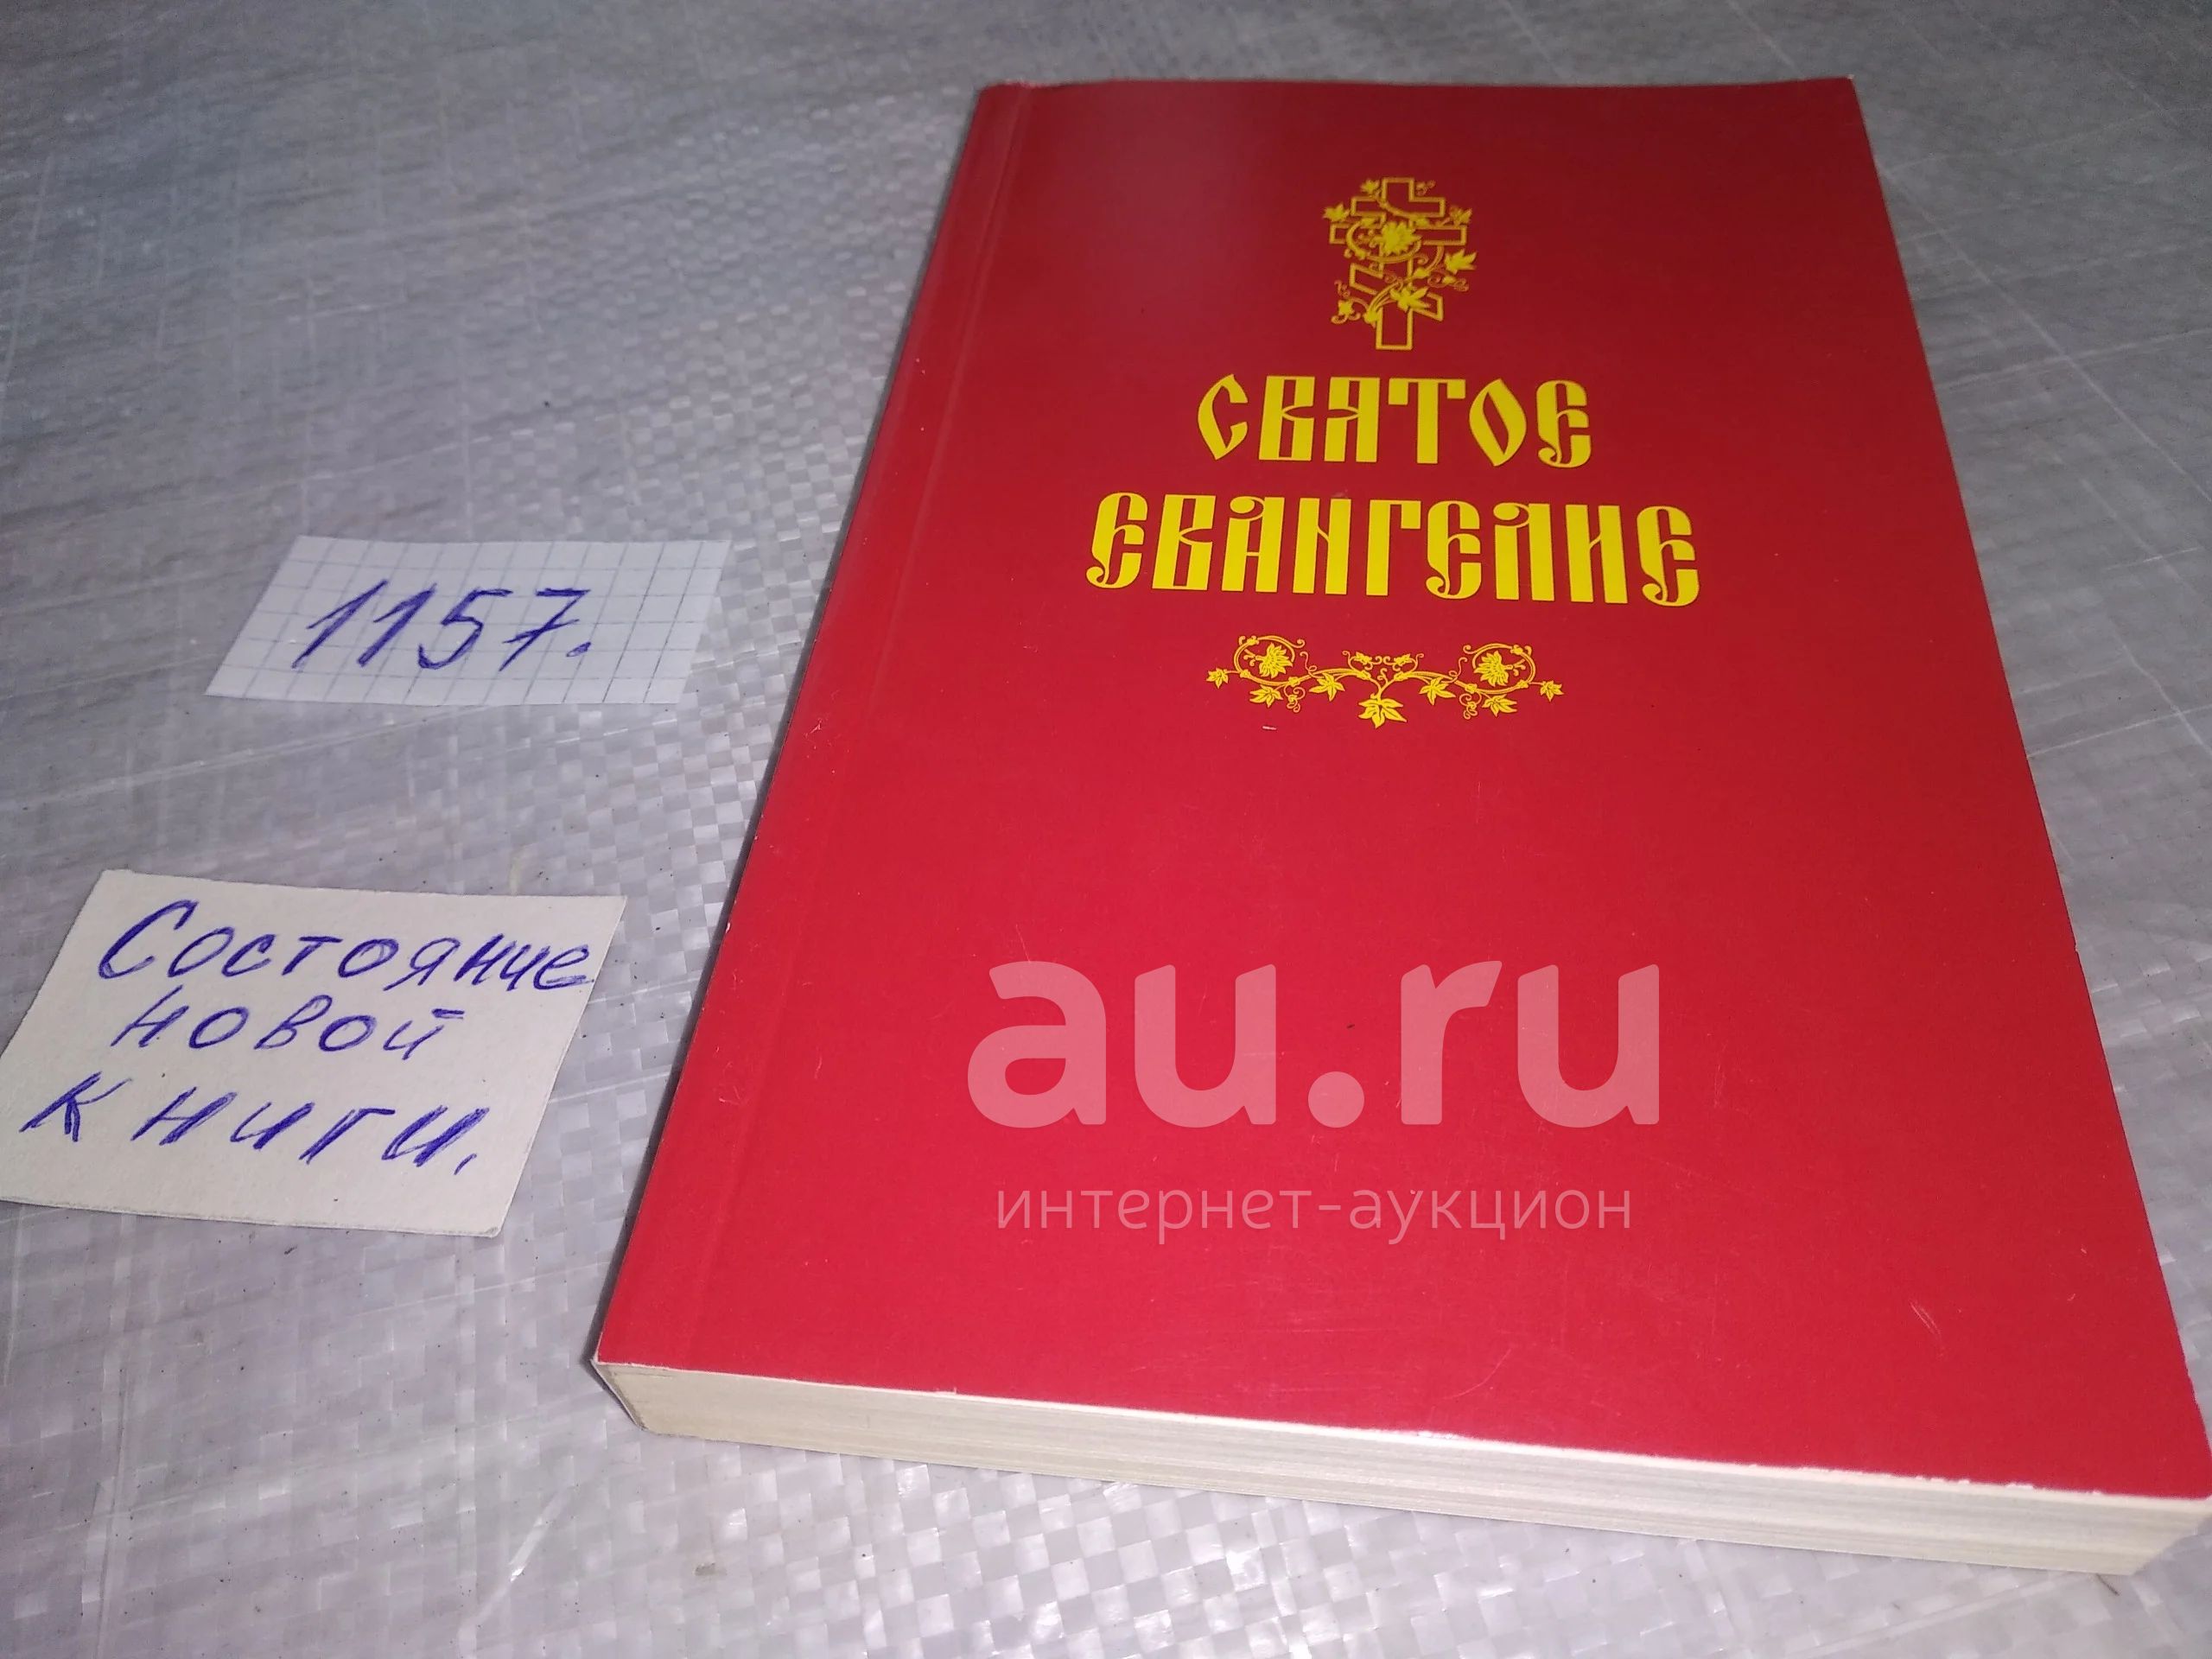 СВЯТОЕ
ЕВАНГЕЛИЕ
1157.
Состояние
новой
книги.
au.ru
интернет-аукцион